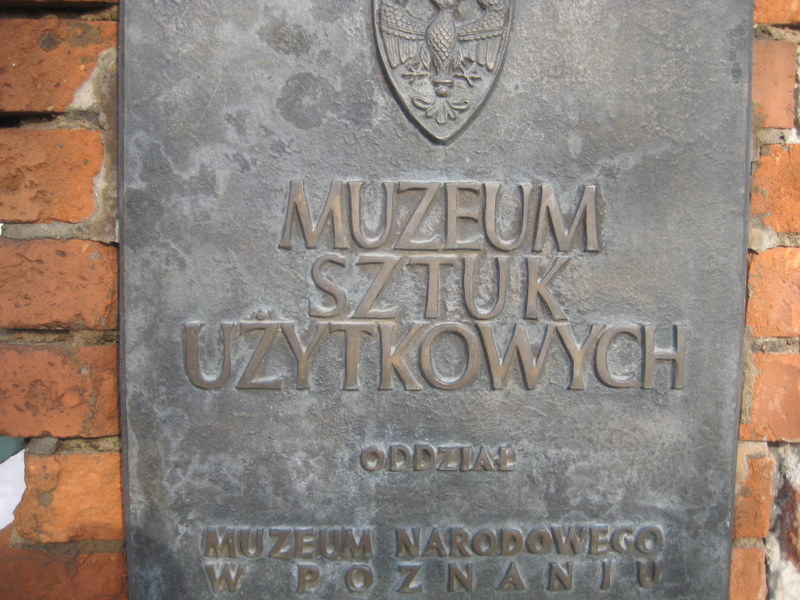 MUZEUM
SZTUK
UŻYTKOWYCH
ODDZIAŁ
MUZEUM NARODOWEGO
W POZNANIU